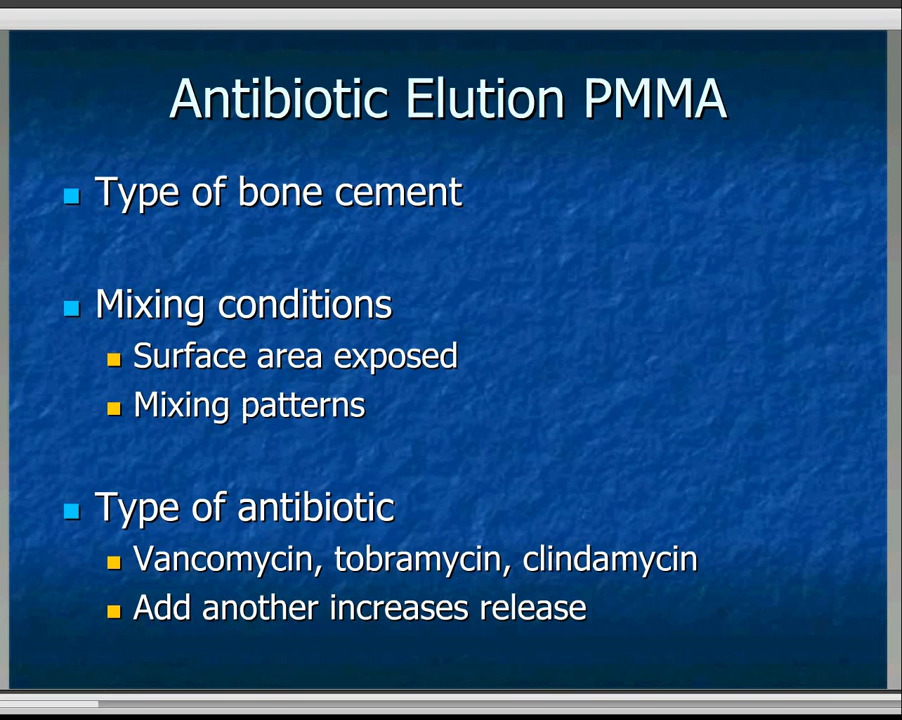 Antibiotic Elution PMMA
Type of bone cement
Mixing conditions
Surface area exposed
Mixing patterns
Type of antibiotic
Vancomycin, tobramycin, clindamycin
Add another increases release